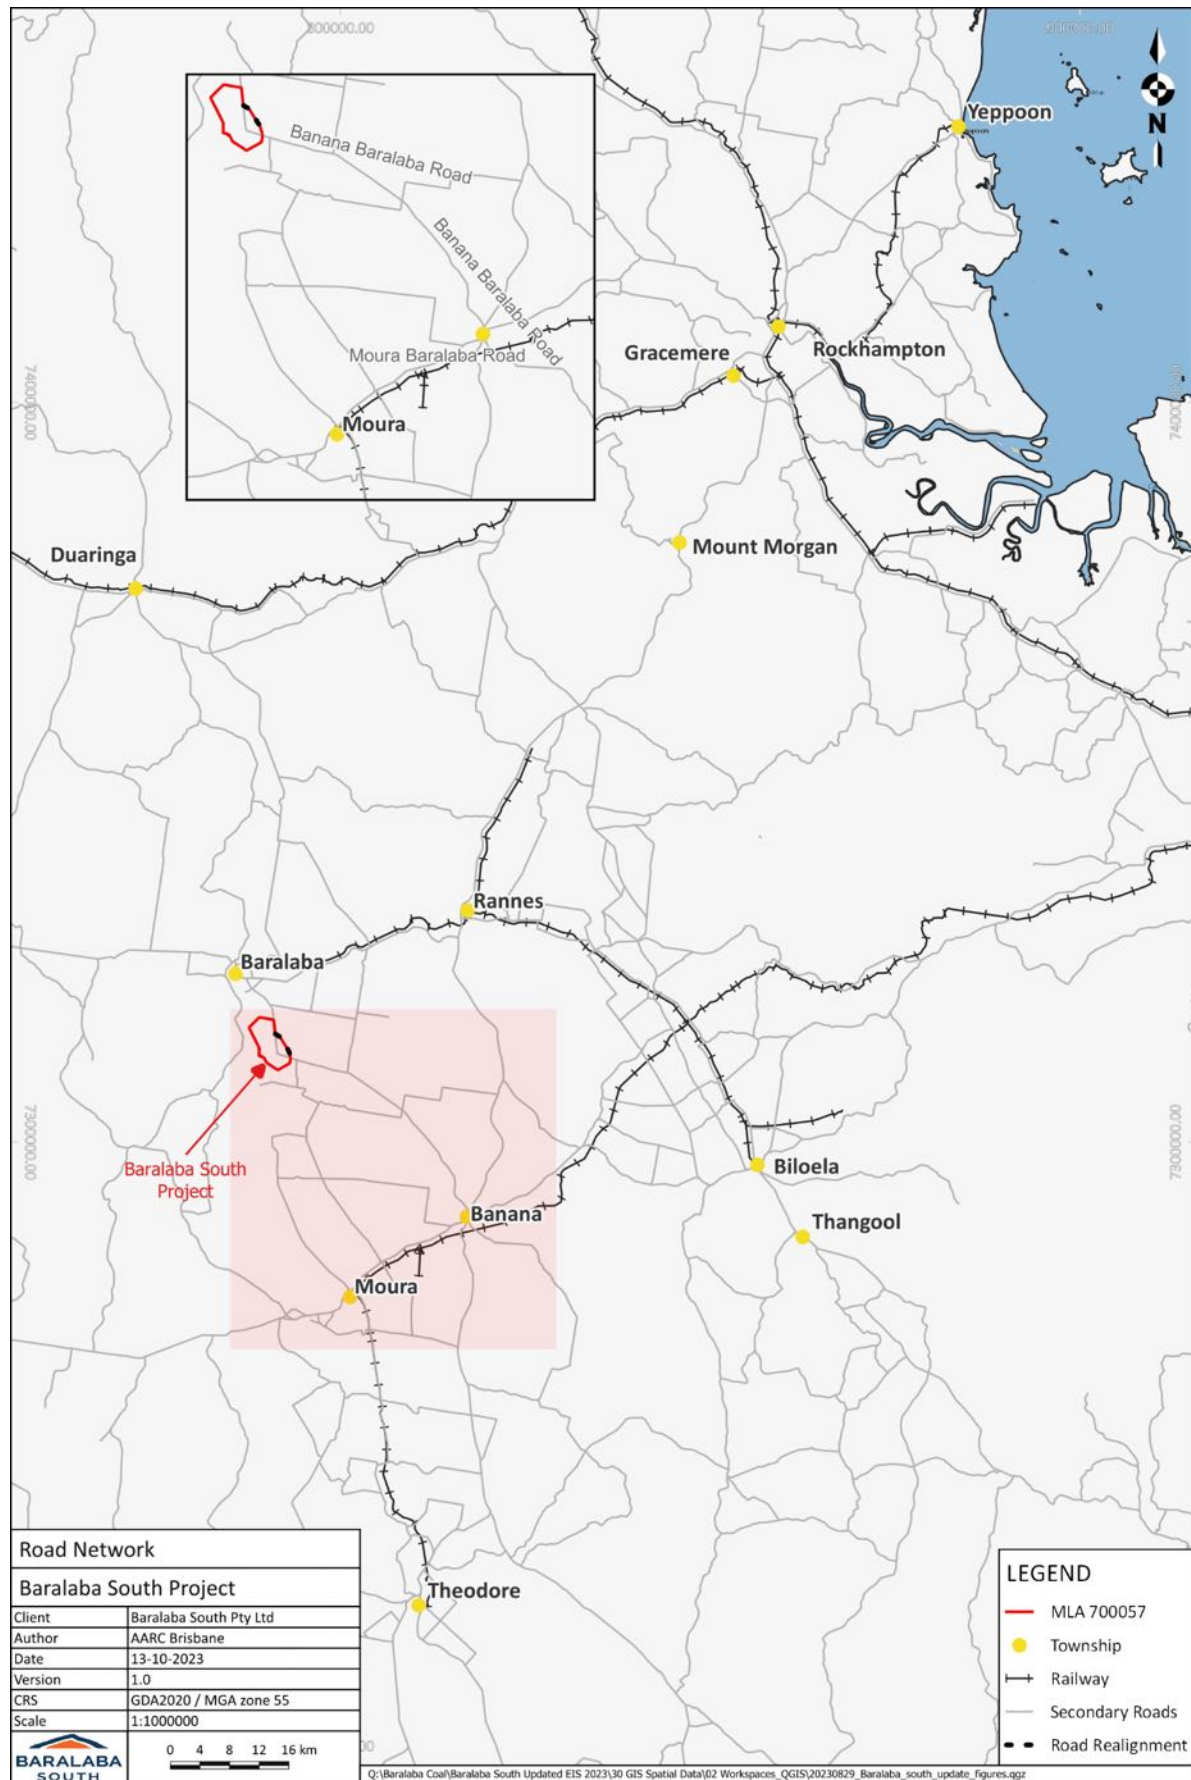 200000.00
N
Yeppoon
Banana Baralaba Road
Banana Baralaba Road
Moura Baralaba Road
Moura
Gracemere
Rockhampton
7400000.00
Duaringa
Mount Morgan
Rannes
Baralaba
Baralaba South
Project
7300000.00
7300000.00
Biloela
Banana
Thangool
Moura
Theodore
Road Network
Baralaba South Project
Client Baralaba South Pty Ltd
Author AARC Brisbane
Date 13-10-2023
Version 1.0
CRS GDA2020 / MGA zone 55
Scale 1:1000000
BARALABA
SOUTH
0 4 8 12 16 km
LEGEND
MLA 700057
Township
Railway
Secondary Roads
Road Realignment
Q:\Baralaba Coal\Baralaba South Updated EIS 2023\30 GIS Spatial Data\02 Workspaces_QGIS\20230829_Baralaba_south_update_figures.qgz